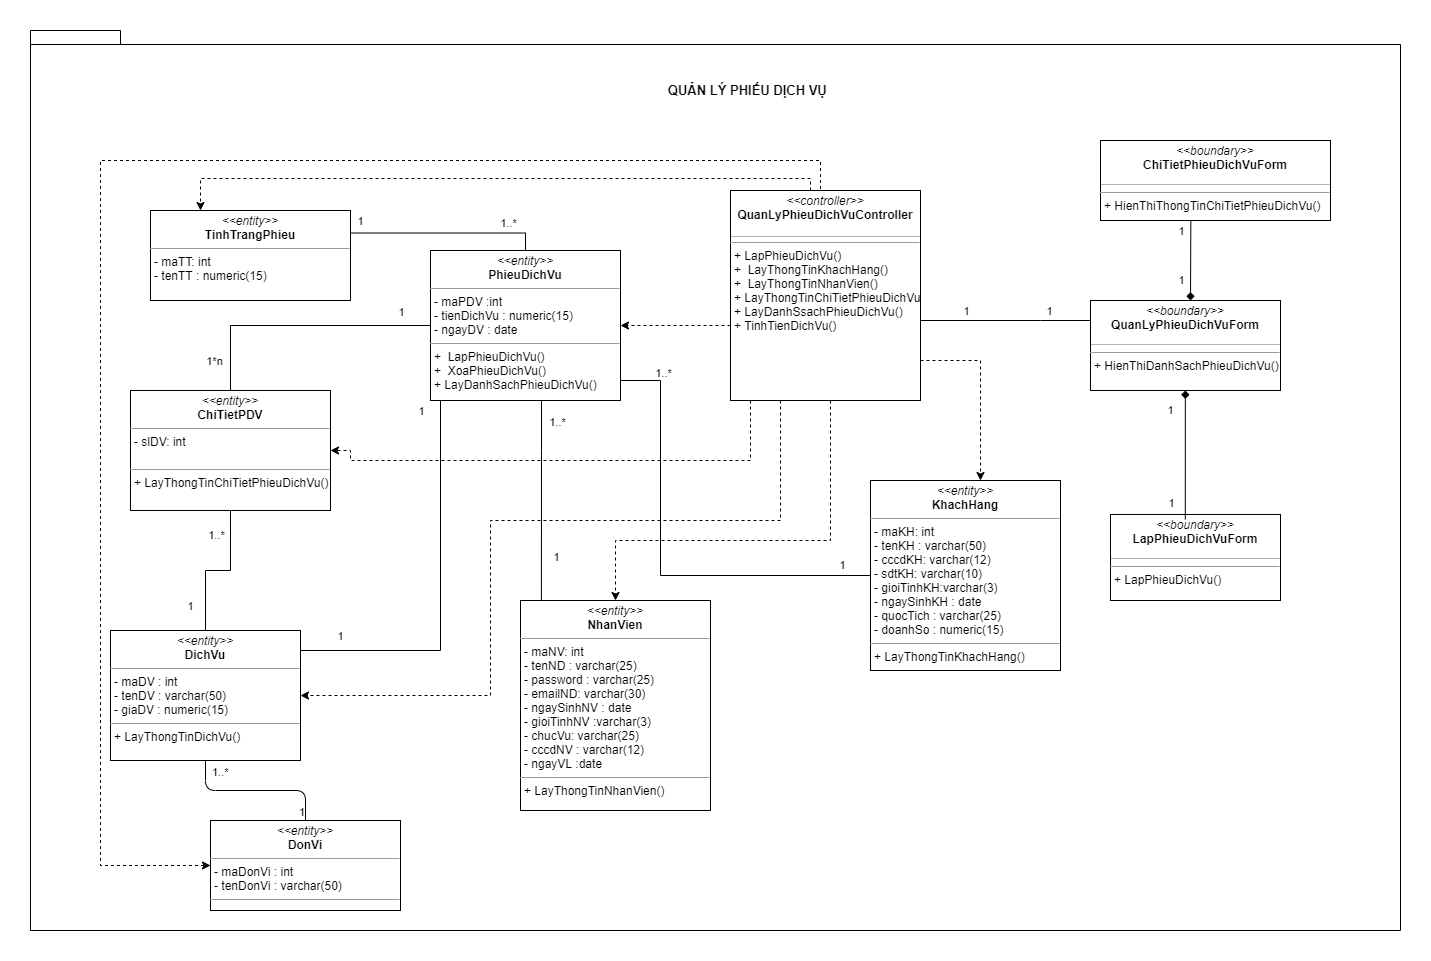 QUẢN LÝ PHIẾU DỊCH VỤ
<<boundary>>
ChiTietPhieuDichVuForm
+ HienThiThongTinChiTietPhieuDichVu()
1
1
<<controller>>
QuanLyPhieuDichVuController
+ LapPhieuDichVu()
+ LayThongTinKhachHang()
+ LayThongTinNhanVien()
+ LayThongTinChiTietPhieuDichVu
+ LayDanhSsachPhieuDichVu()
+ TinhTienDichVu()
<<entity>>
TinhTrangPhieu
- maTT: int
- tenTT : numeric(15)
1
1..*
<<entity>>
PhieuDichVu
- maPDV :int
- tienDichVu : numeric(15)
- ngayDV : date
+ LapPhieuDichVu()
+ XoaPhieuDichVu()
+ LayDanhSachPhieuDichVu()
1
1
<<boundary>>
QuanLyPhieuDichVuForm
+ HienThiDanhSachPhieuDichVu()
1
1*n
1..*
1
1..*
1
<<entity>>
ChiTietPDV
- slDV: int
+ LayThongTinChiTietPhieuDichVu()
<<entity>>
KhachHang
- maKH: int
- tenKH : varchar(50)
- cccdKH: varchar(12)
- sdtKH: varchar(10)
- gioiTinhKH:varchar(3)
- ngaySinhKH : date
- quocTich : varchar(25)
- doanhSo : numeric(15)
+ LayThongTinKhachHang()
1
<<boundary>>
LapPhieuDichVuForm
+ LapPhieuDichVu()
1..*
1
1
1
1
<<entity>>
DichVu
- maDV : int
- tenDV : varchar(50)
- giaDV : numeric(15)
+ LayThongTinDichVu()
<<entity>>
NhanVien
- maNV: int
- tenND : varchar(25)
- password : varchar(25)
- emailND: varchar(30)
- ngaySinhNV : date
- gioiTinhNV :varchar(3)
- chucVu: varchar(25)
- cccdNV : varchar(12)
- ngayVL :date
+ LayThongTinNhanVien()
1..*
1
<<entity>>
DonVi
- maDonVi : int
- tenDonVi : varchar(50)